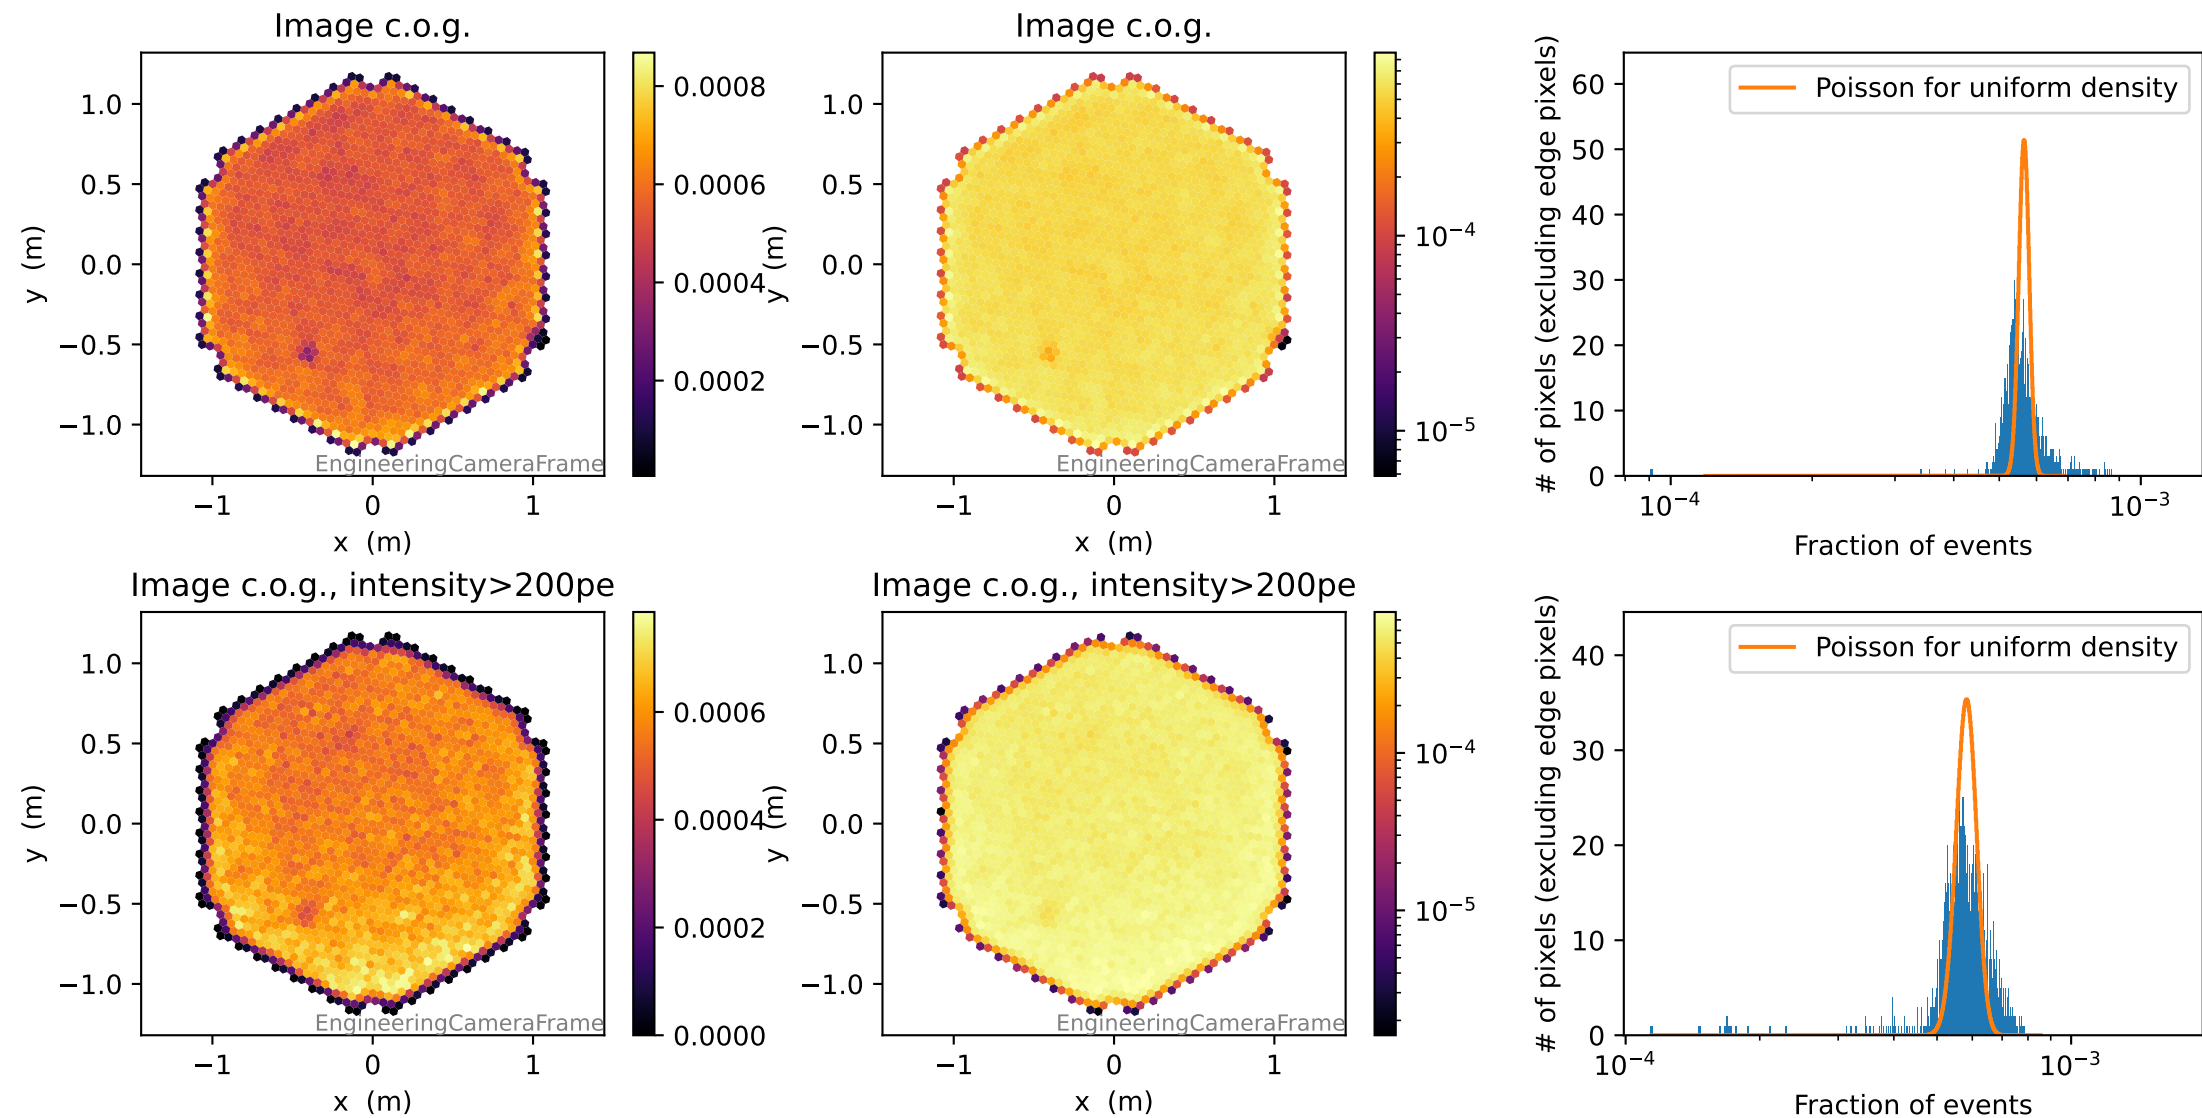 Image c.o.g.
1.0
0.5
0.0
−0.5
−1.0
y (m)
−1 0 1
x (m)
EngineeringCameraFrame
0.0008
0.0006
0.0004
0.0002
Image c.o.g.
1.0
0.5
0.0
−0.5
−1.0
y (m)
−1 0 1
x (m)
EngineeringCameraFrame
10−4
10−5
# of pixels (excluding edge pixels)
60
50
40
30
20
10
0
Poisson for uniform density
10−4 10−3
Fraction of events
Image c.o.g., intensity>200pe
1.0
0.5
0.0
−0.5
−1.0
y (m)
−1 0 1
x (m)
EngineeringCameraFrame
0.0006
0.0004
0.0002
0.0000
Image c.o.g., intensity>200pe
1.0
0.5
0.0
−0.5
−1.0
y (m)
−1 0 1
x (m)
EngineeringCameraFrame
10−4
10−5
# of pixels (excluding edge pixels)
40
30
20
10
0
Poisson for uniform density
10−4 10−3
Fraction of events